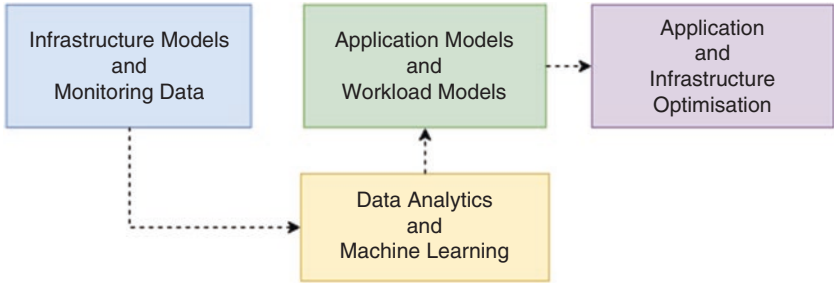 Infrastructure Models
and
Monitoring Data
Application Models
and
Workload Models
Application
and
Infrastructure
Optimisation
Data Analytics
and
Machine Learning